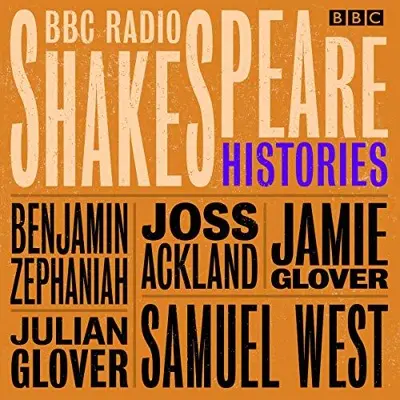 BBC RADIO
BBC
SHAKESPEARE
HISTORIES
BENJAMIN
ZEPHANIAH
JOSS
ACKLAND
JAMIE
GLOVER
JULIAN
GLOVER
SAMUEL WEST